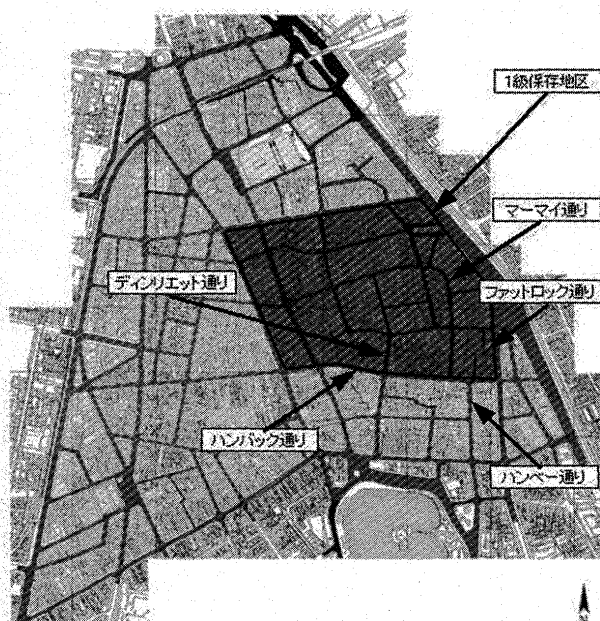 1級保存地区
マーマイ通り
ディンリエット通り
ファットロック通り
ハンバック通り
ハンベー通り